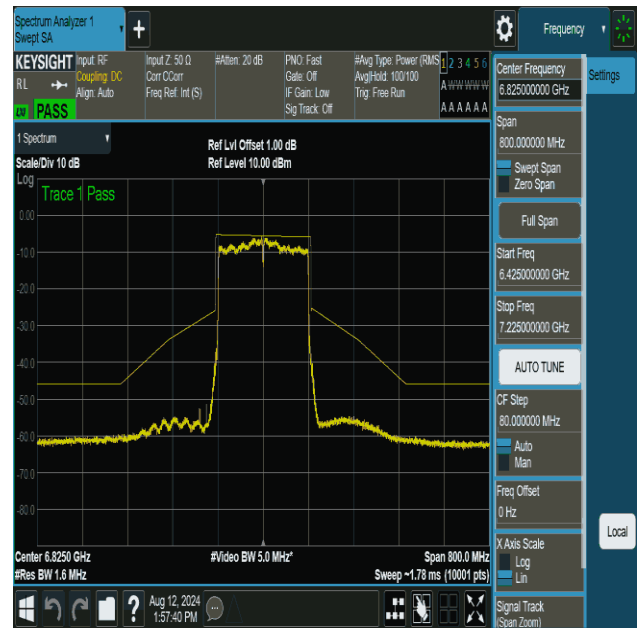 Spectrum Analyzer 1
Swept SA
+
Frequency
KEYSIGHT
RL
PASS
Input: RF
Coupling: DC
Align: Auto
Input Z: 50 Ω
Corr CCorr
Freq Ref: Int (S)
#Atten: 20 dB
PNO: Fast
Gate: Off
IF Gain: Low
Sig Track: Off
#Avg Type: Power (RMS
Avg|Hold: 100/100
Trig: Free Run
1 2 3 4 5 6
A W W W W W
A A A A A A
1 Spectrum
Scale/Div 10 dB
Ref Lvl Offset 1.00 dB
Ref Level 10.00 dBm
Log
Trace 1 Pass
0.00
-10.0
-20.0
-30.0
-40.0
-50.0
-60.0
-70.0
-80.0
Center 6.8250 GHz
#Video BW 5.0 MHz*
Span 800.0 MHz
#Res BW 1.6 MHz
Sweep ~1.78 ms (10001 pts)
Aug 12, 2024
1:57:40 PM
Center Frequency
6.825000000 GHz
Settings
Span
800.000000 MHz
Swept Span
Zero Span
Full Span
Start Freq
6.425000000 GHz
Stop Freq
7.225000000 GHz
AUTO TUNE
CF Step
80.000000 MHz
Auto
Man
Freq Offset
0 Hz
Local
X Axis Scale
Log
Lin
Signal Track
(Span Zoom)